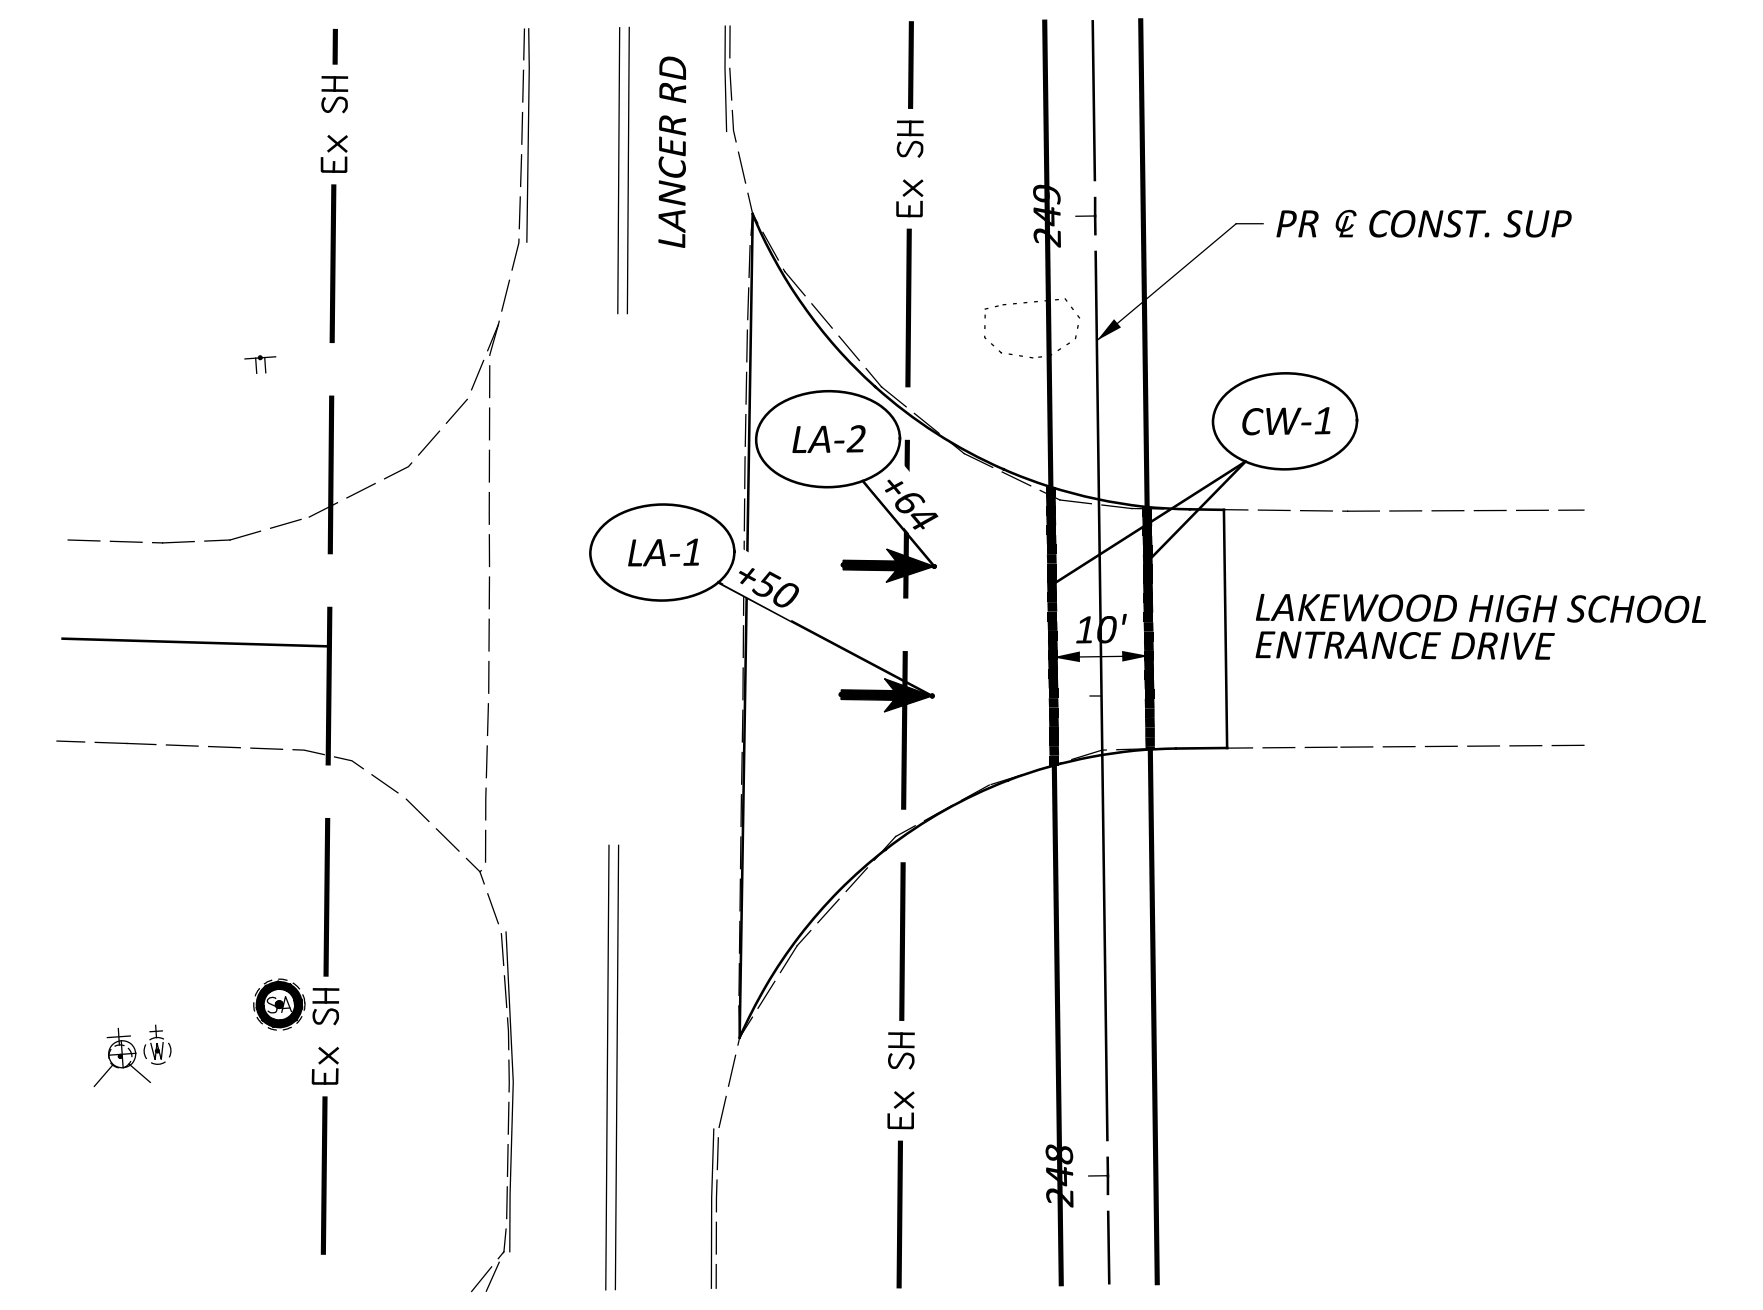 Ex SH
LANCER RD
Ex SH
249
PR ℄ CONST. SUP
CW-1
LA-2
+64
LA-1
+50
10'
LAKEWOOD HIGH SCHOOL
ENTRANCE DRIVE
SA
Ex SH
W
Ex SH
248